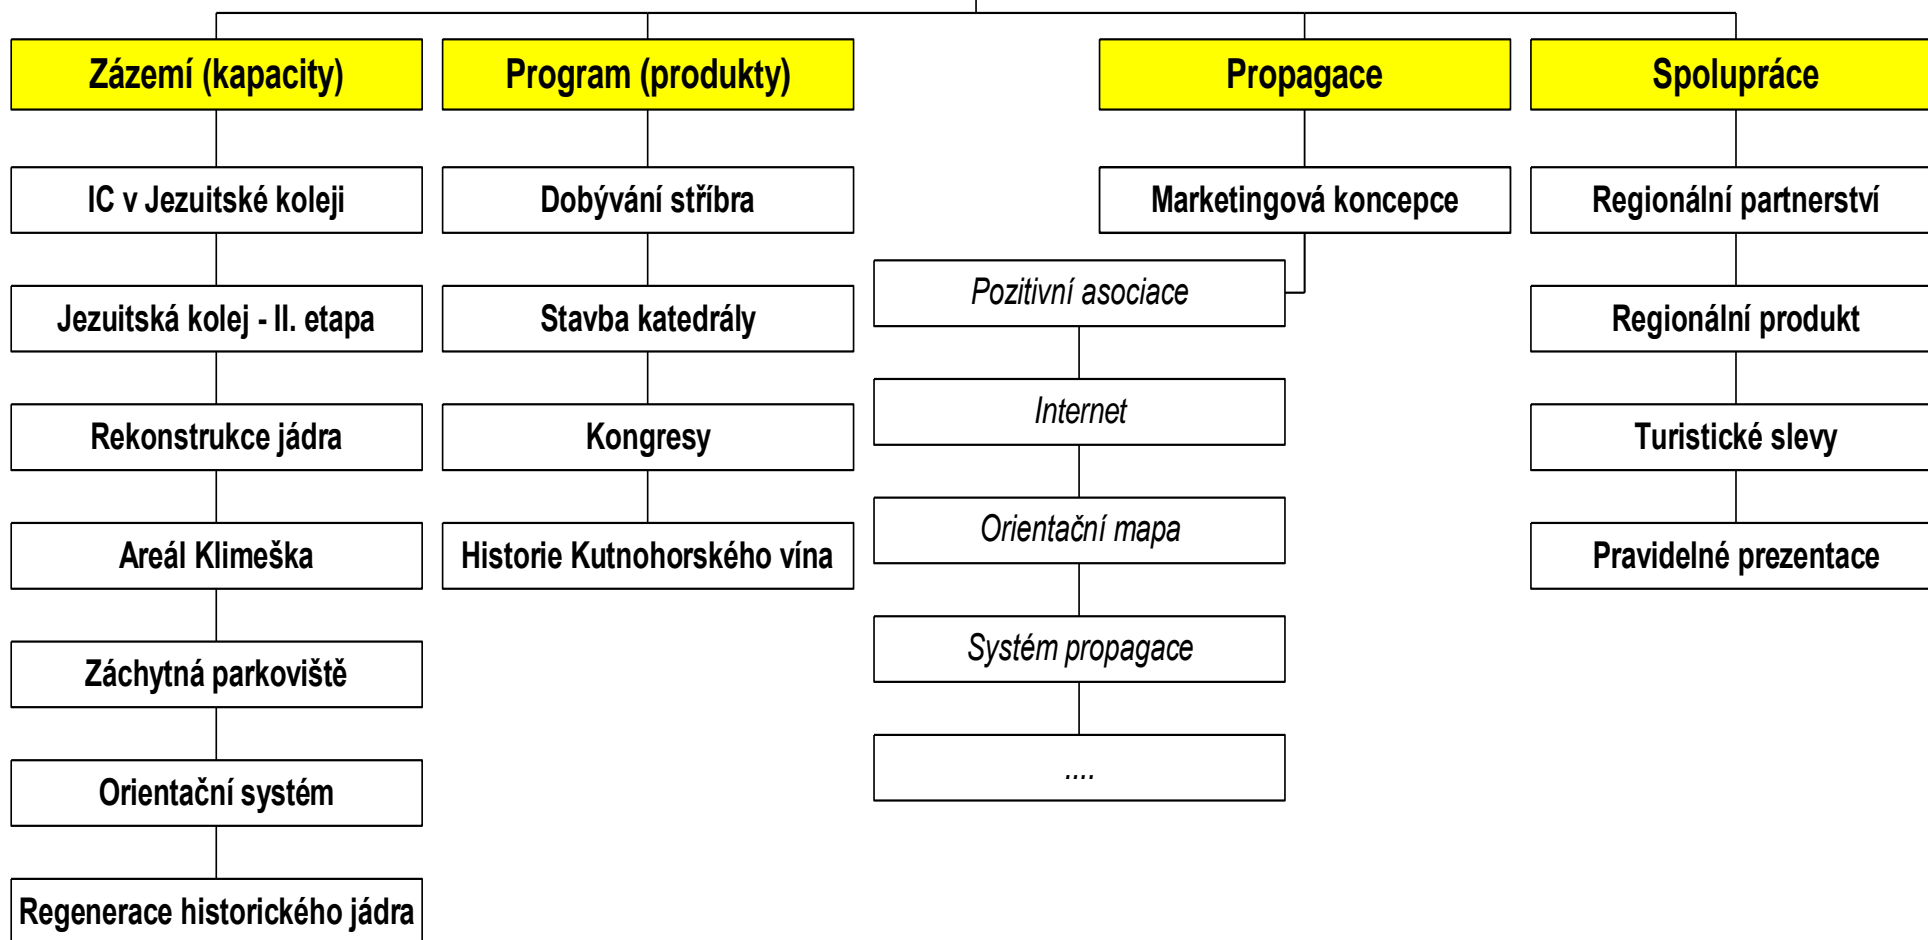 Zázemí (kapacity)
IC v Jezuitské koleji
Jezuitská kolej - II. etapa
Rekonstrukce jádra
Areál Klimeška
Záchytná parkoviště
Orientační systém
Regenerace historického jádra
Program (produkty)
Dobývání stříbra
Stavba katedrály
Kongresy
Historie Kutnohorského vína
Propagace
Marketingová koncepce
Pozitivní asociace
Internet
Orientační mapa
Systém propagace
....
Spolupráce
Regionální partnerství
Regionální produkt
Turistické slevy
Pravidelné prezentace